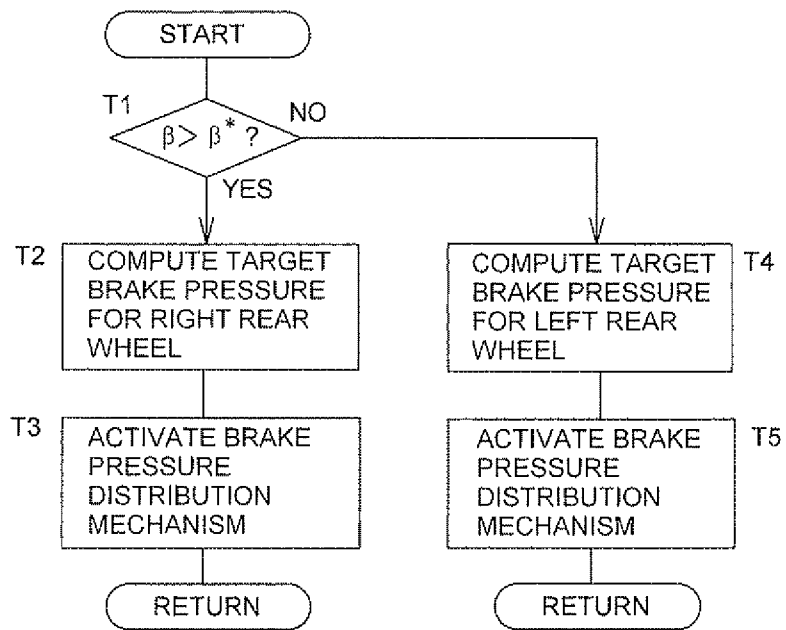 START
T1
NO
β > β* ?
YES
T2
COMPUTE TARGET
BRAKE PRESSURE
FOR RIGHT REAR
WHEEL
COMPUTE TARGET
BRAKE PRESSURE
FOR LEFT REAR
WHEEL
T4
T3
ACTIVATE BRAKE
PRESSURE
DISTRIBUTION
MECHANISM
ACTIVATE BRAKE
PRESSURE
DISTRIBUTION
MECHANISM
T5
RETURN
RETURN